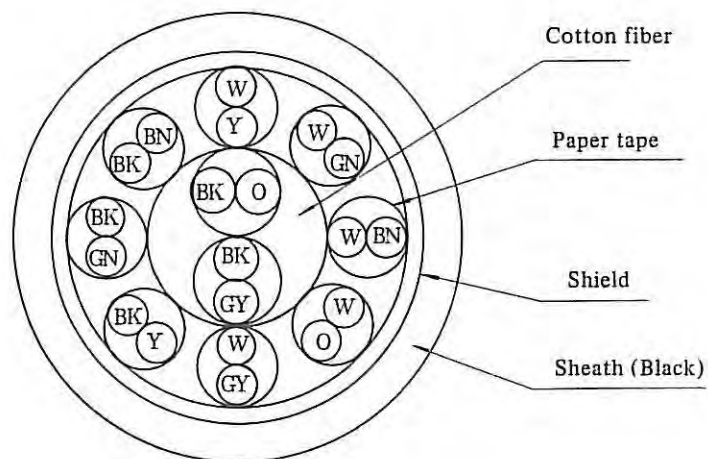 Cotton fiber
W
Y
W
GN
BN
BK
Paper tape
BK O
BK
GN
W BN
BK
GY
Shield
BK
Y
W
O
W
GY
Sheath (Black)